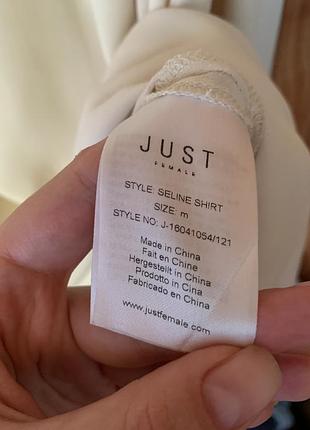 JUST
FEMALE
STYLE: SELINE SHIRT
SIZE: m
STYLE NO: J-16041054/121
Made in China
Fait en Chine
Hergestellt in China
Prodotto in Cina
Fabricado en China
www.justfemale.com